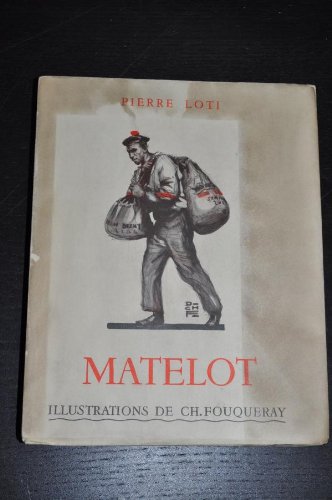 PIERRE LOTI
MATELOT
ILLUSTRATIONS DE CH. FOUQUERAY